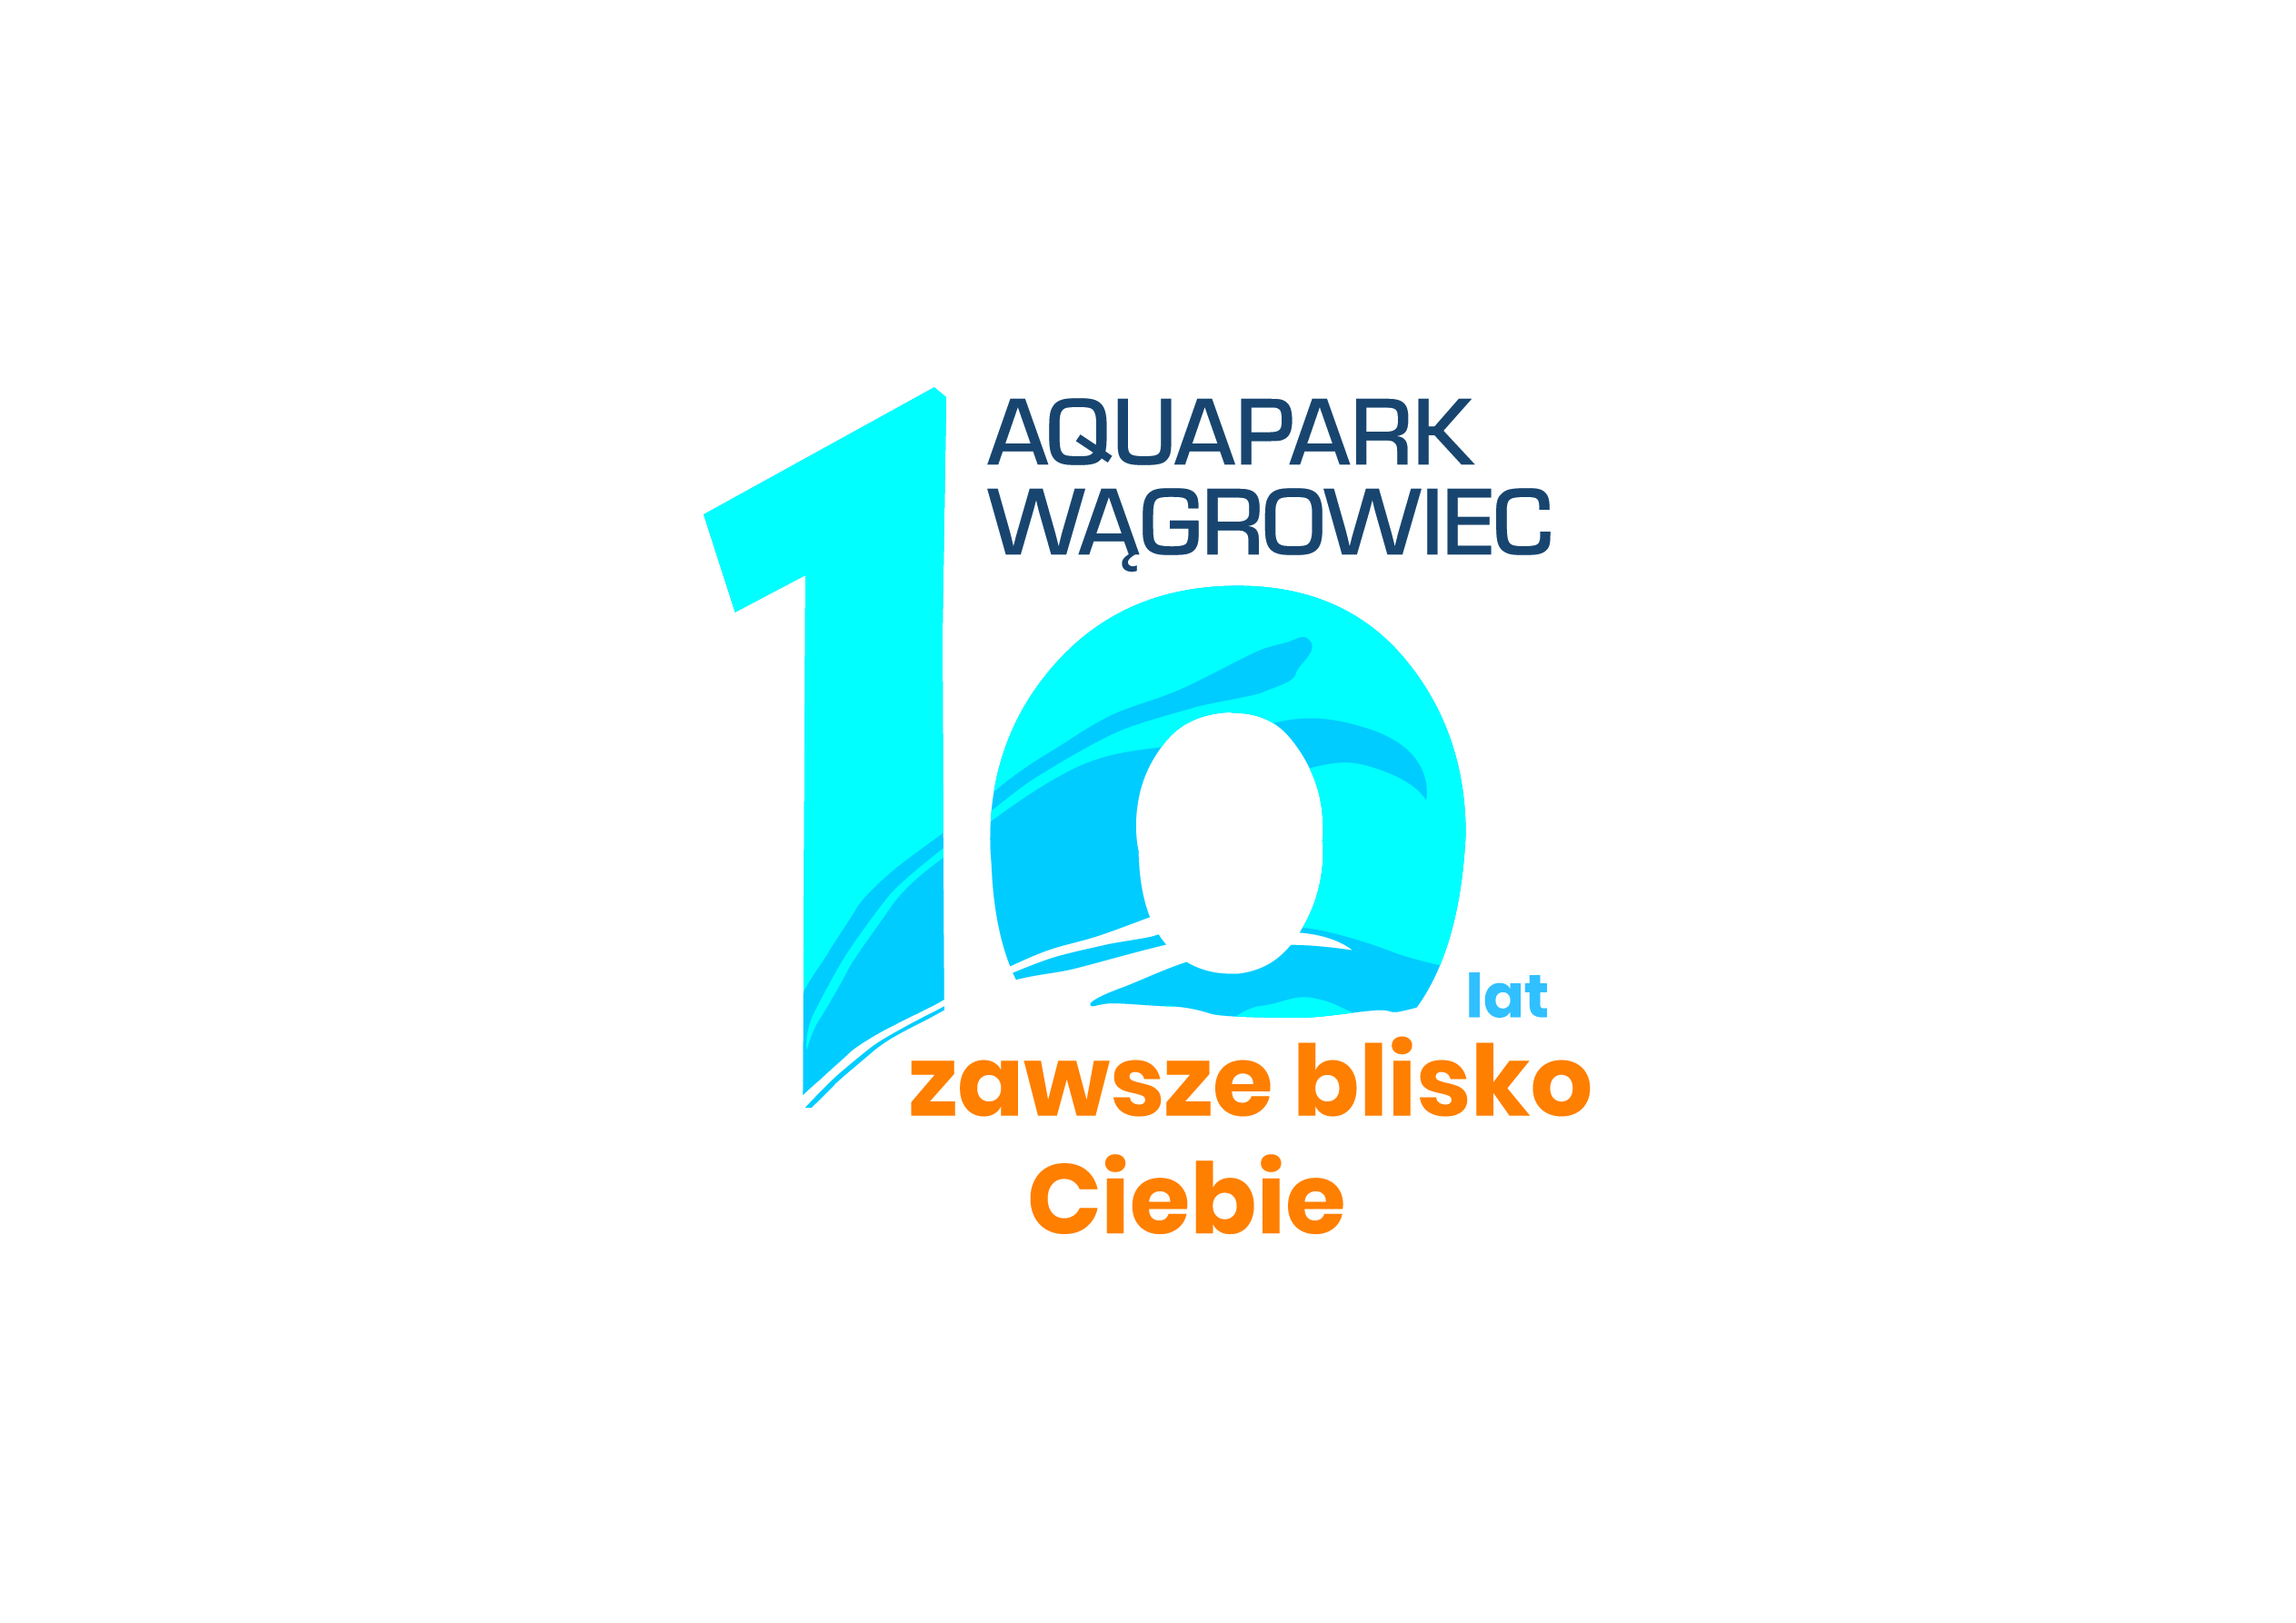 AQUAPARK
WĄGROWIEC
10
lat
zawsze blisko
Ciebie